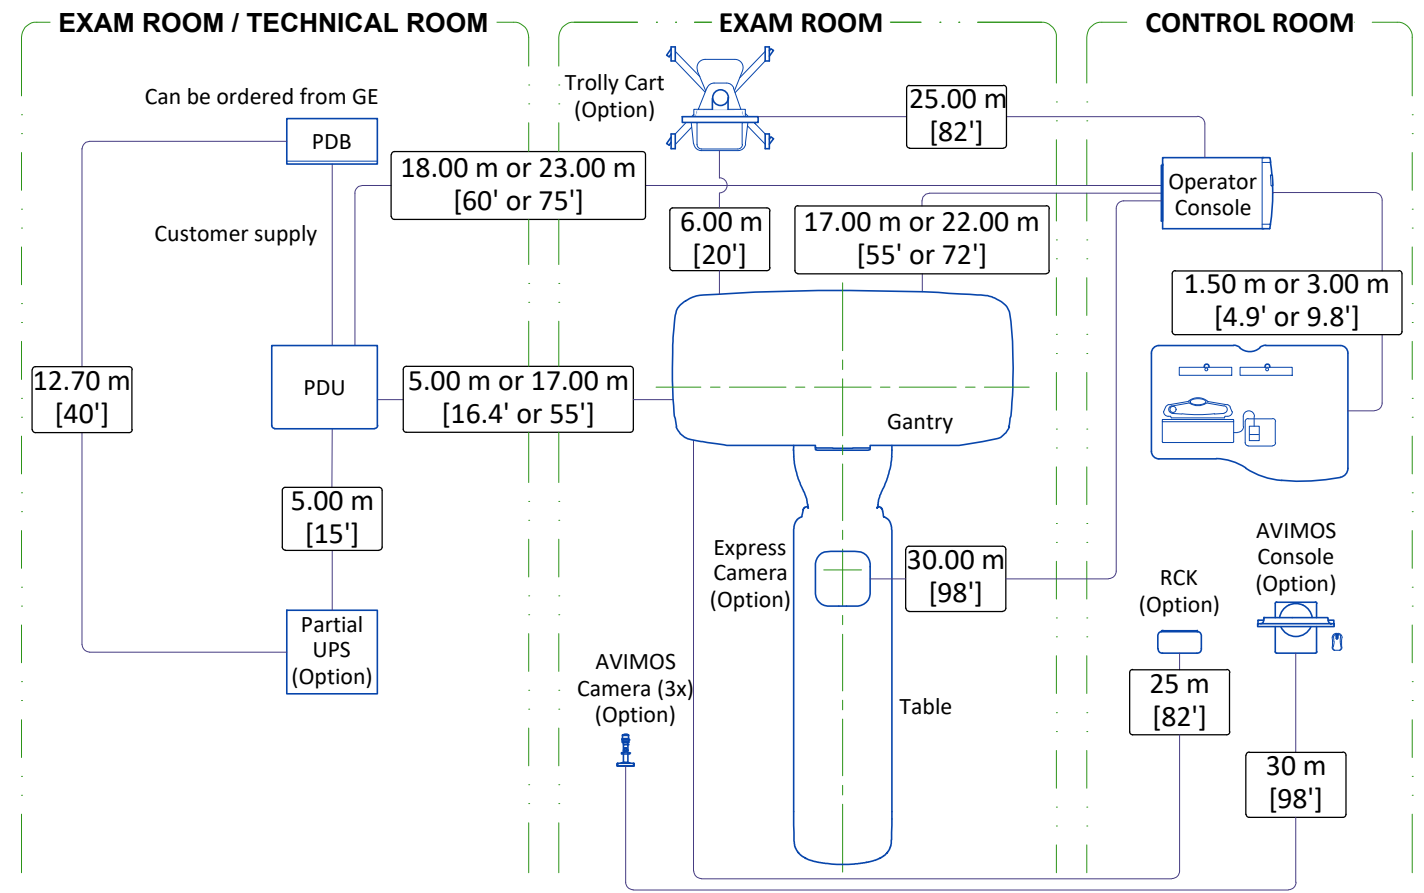 EXAM ROOM / TECHNICAL ROOM
EXAM ROOM
CONTROL ROOM
Can be ordered from GE
PDB
Trolly Cart
(Option)
25.00 m
[82']
18.00 m or 23.00 m
[60' or 75']
Operator
Console
Customer supply
6.00 m
[20']
17.00 m or 22.00 m
[55' or 72']
1.50 m or 3.00 m
[4.9' or 9.8']
12.70 m
[40']
PDU
5.00 m or 17.00 m
[16.4' or 55']
Gantry
5.00 m
[15']
Express
Camera
(Option)
30.00 m
[98']
RCK
(Option)
AVIMOS
Console
(Option)
Partial
UPS
(Option)
AVIMOS
Camera (3x)
(Option)
Table
25 m
[82']
30 m
[98']